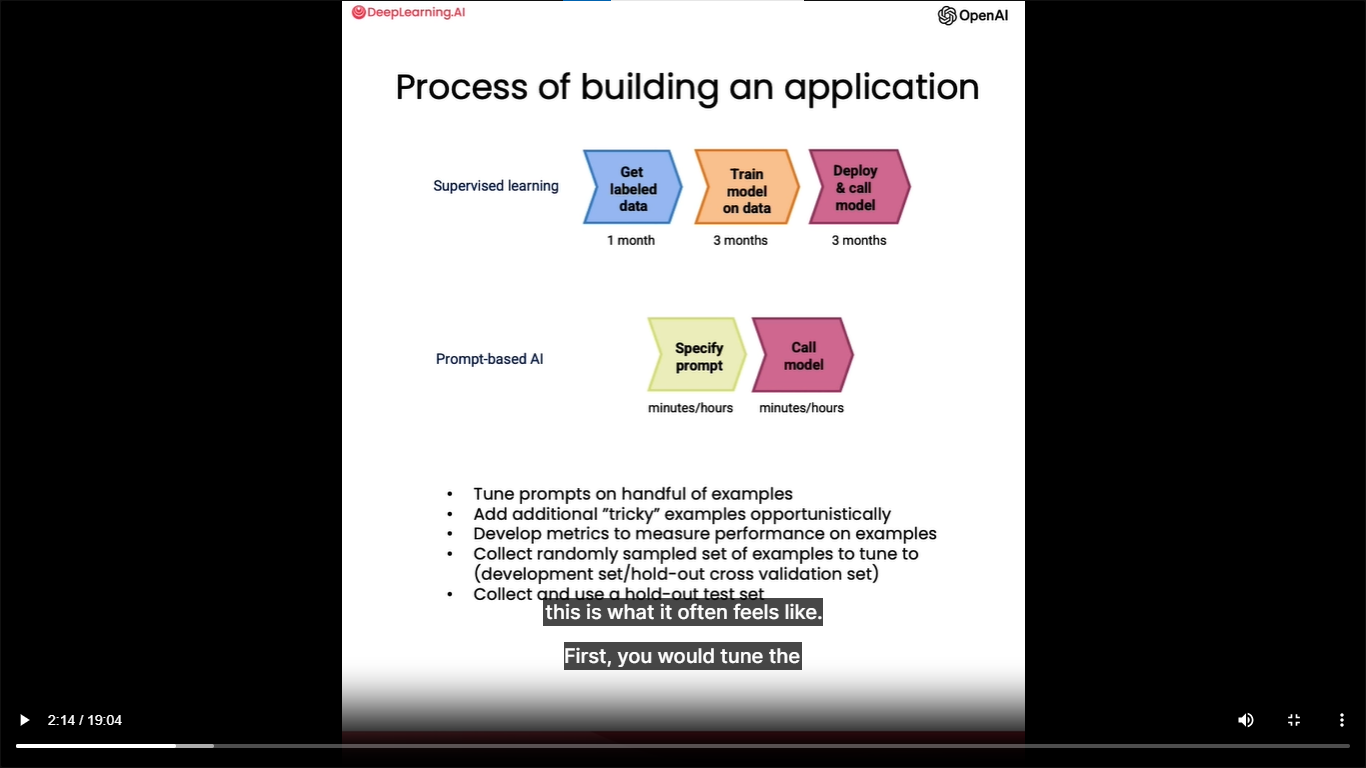 DeepLearning.AI
OpenAI
Process of building an application
Supervised learning
Get
labeled
data
Train
model
on data
Deploy
& call
model
1 month
3 months
3 months
Prompt-based AI
Specify
prompt
Call
model
minutes/hours
minutes/hours
• Tune prompts on handful of examples
• Add additional ”tricky” examples opportunistically
• Develop metrics to measure performance on examples
• Collect randomly sampled set of examples to tune to
(development set/hold-out cross validation set)
• Collect and use a hold-out test set
this is what it often feels like.
First, you would tune the
2:14 / 19:04